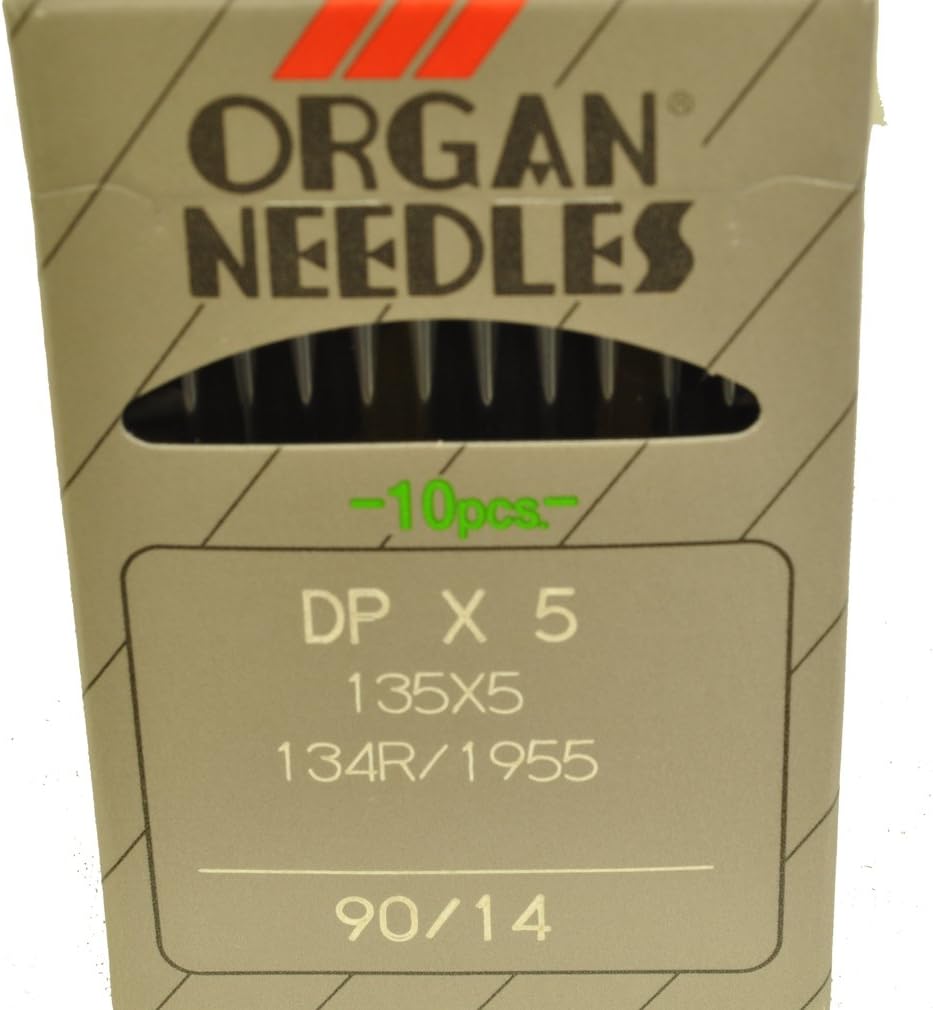 ORGAN®
NEEDLES
-10pcs.-
DP X 5
135X5
134R/1955
90/14